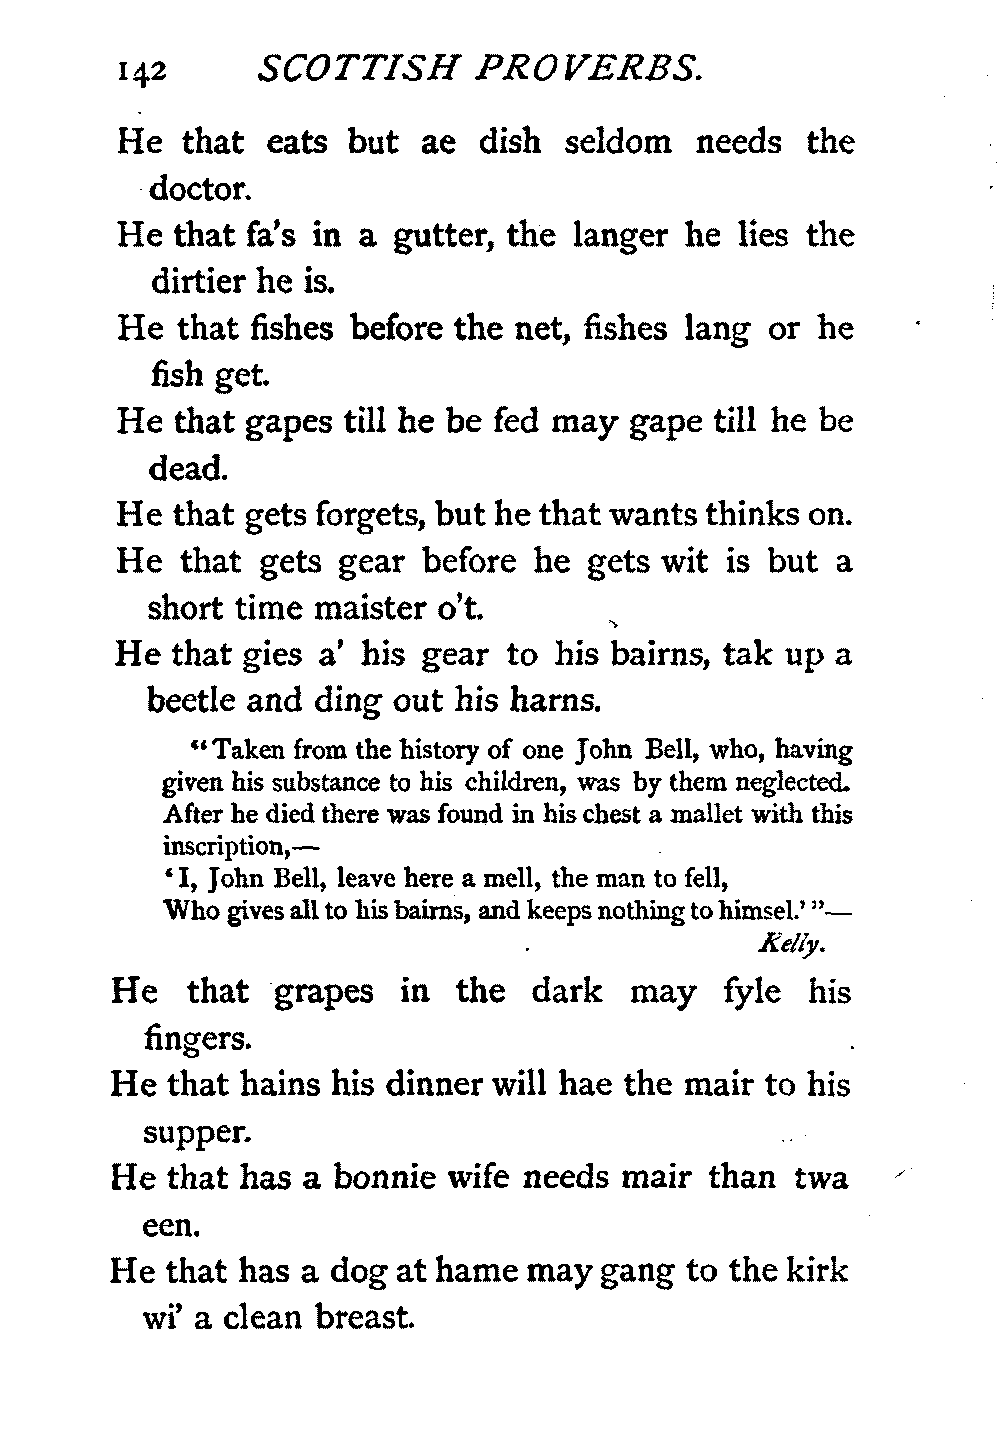 142 SCOTTISH PROVERBS.
He that eats but ae dish seldom needs the
doctor.
He that fa's in a gutter, the langer he lies the
dirtier he is.
He that fishes before the net, fishes lang or he
fish get.
He that gapes till he be fed may gape till he be
dead.
He that gets forgets, but he that wants thinks on.
He that gets gear before he gets wit is but a
short time maister o't.
He that gies a' his gear to his bairns, tak up a
beetle and ding out his harns.
“Taken from the history of one John Bell, who, having
given his substance to his children, was by them neglected.
After he died there was found in his chest a mallet with this
inscription,—
‘I, John Bell, leave here a mell, the man to fell,
Who gives all to his bairns, and keeps nothing to himsel.’”—
Kelly.
He that grapes in the dark may fyle his
fingers.
He that hains his dinner will hae the mair to his
supper.
He that has a bonnie wife needs mair than twa
een.
He that has a dog at hame may gang to the kirk
wi' a clean breast.